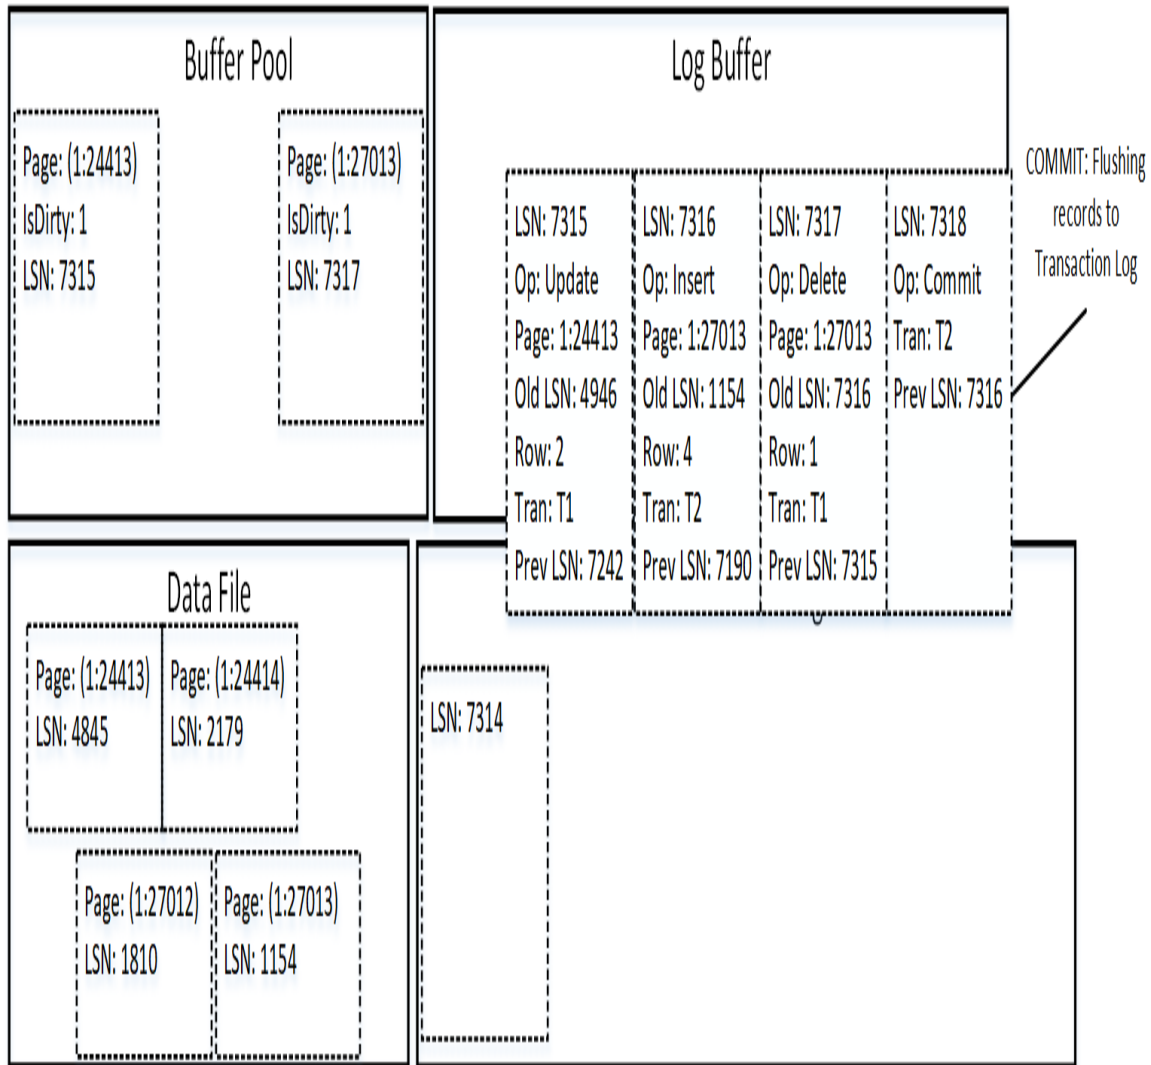 Buffer Pool
Page: (1:24413)
IsDirty: 1
LSN: 7315
Page: (1:27013)
IsDirty: 1
LSN: 7317
Log Buffer
LSN: 7315
Op: Update
Page: 1:24413
Old LSN: 4946
Row: 2
Tran: T1
Prev LSN: 7242
LSN: 7316
Op: Insert
Page: 1:27013
Old LSN: 1154
Row: 4
Tran: T2
Prev LSN: 7190
LSN: 7317
Op: Delete
Page: 1:27013
Old LSN: 7316
Row: 1
Tran: T1
Prev LSN: 7315
LSN: 7318
Op: Commit
Tran: T2
Prev LSN: 7316
COMMIT: Flushing
records to
Transaction Log
Data File
Page: (1:24413)
LSN: 4845
Page: (1:24414)
LSN: 2179
Page: (1:27012)
LSN: 1810
Page: (1:27013)
LSN: 1154
LSN: 7314